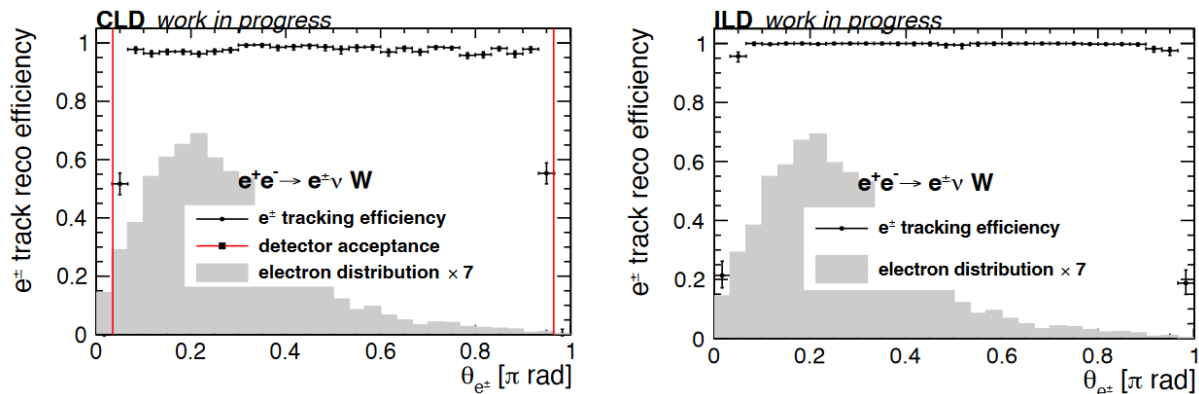 CLD work in progress
e± track reco efficiency
1
0.8
0.6
0.4
0.2
0
e⁺e⁻→ e±ν W
e± tracking efficiency
detector acceptance
electron distribution × 7
0 0.2 0.4 0.6 0.8 1
θe± [π rad]
ILD work in progress
e± track reco efficiency
1
0.8
0.6
0.4
0.2
0
e⁺e⁻→ e±ν W
e± tracking efficiency
electron distribution × 7
0 0.2 0.4 0.6 0.8 1
θe± [π rad]